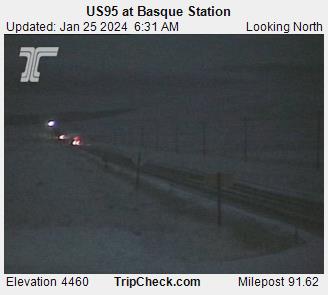 US95 at Basque Station
Updated: Jan 25 2024 6:31 AM Looking North
Elevation 4460 TripCheck.com Milepost 91.62